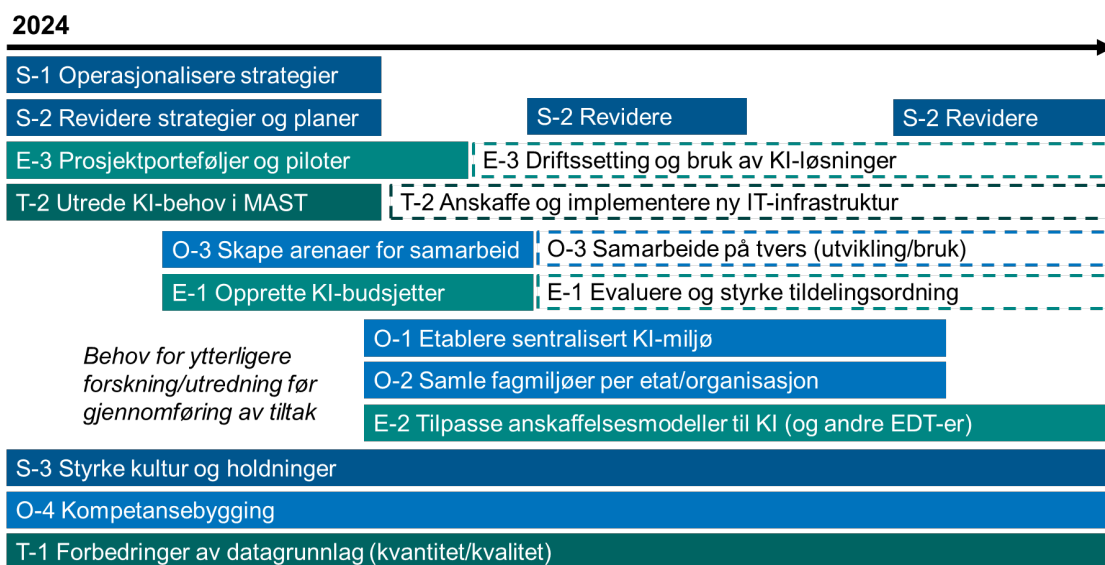 2024
S-1 Operasjonalisere strategier
S-2 Revidere strategier og planer
S-2 Revidere
S-2 Revidere
E-3 Prosjektporteføljer og piloter
E-3 Driftssetting og bruk av KI-løsninger
T-2 Utrede KI-behov i MAST
T-2 Anskaffe og implementere ny IT-infrastruktur
O-3 Skape arenaer for samarbeid
O-3 Samarbeide på tvers (utvikling/bruk)
E-1 Opprette KI-budsjetter
E-1 Evaluere og styrke tildelingsordning
O-1 Etablere sentralisert KI-miljø
Behov for ytterligere
forskning/utredning før
gjennomføring av tiltak
O-2 Samle fagmiljøer per etat/organisasjon
E-2 Tilpasse anskaffelsesmodeller til KI (og andre EDT-er)
S-3 Styrke kultur og holdninger
O-4 Kompetansebygging
T-1 Forbedringer av datagrunnlag (kvantitet/kvalitet)